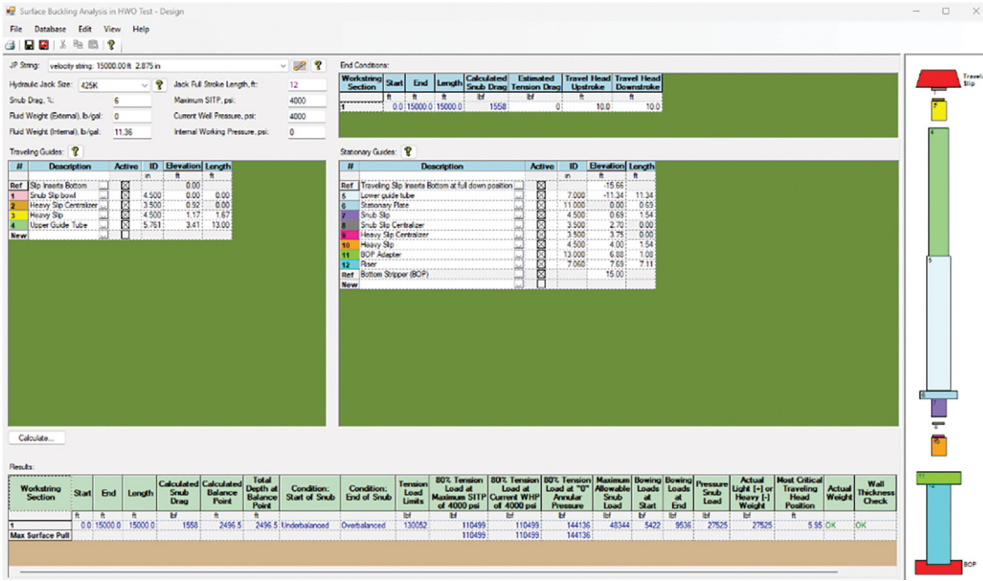 Surface Buckling Analysis in HWO Test - Design
File Database Edit View Help
JP String: velocity string: 15000.00 ft 2.875 in
Hydraulic Jack Size: 425K Jack Full Stroke Length, ft: 12
Snub Drag, %: 6 Maximum SITP, psi: 4000
Fluid Weight (External), lb/gal: 0 Current Well Pressure, psi: 4000
Fluid Weight (Internal), lb/gal: 11.36 Internal Working Pressure, psi: 0
End Conditions:
Workstring Section Start End Length Calculated Snub Drag Estimated Tension Drag Travel Head Upstroke Travel Head Downstroke
ft ft ft lbf lbf ft ft
1 0.0 15000.0 15000.0 1558 0 10.0 10.0
Traveling Guides:
# Description Active ID Elevation Length
in ft ft
Ref Slip Inserts Bottom 0.00
1 Snub Slip bowl 4.500 0.00 0.00
2 Heavy Slip Centralizer 3.500 0.92 0.00
3 Heavy Slip 4.500 1.17 1.67
4 Upper Guide Tube 5.761 3.41 13.00
New
Stationary Guides:
# Description Active ID Elevation Length
in ft ft
Ref Traveling Slip Inserts Bottom at full down position -15.66
5 Lower guide tube 7.000 -11.34 11.34
6 Stationary Plate 11.000 0.00 0.69
7 Snub Slip 4.500 0.69 1.54
8 Snub Slip Centralizer 3.500 2.70 0.00
9 Heavy Slip Centralizer 3.500 3.75 0.00
10 Heavy Slip 4.500 4.00 1.54
11 BOP Adapter 13.000 6.88 1.08
12 Riser 7.060 7.69 7.11
Ref Bottom Stripper (BOP) 15.00
New
Calculate...
Results:
Workstring Section Start End Length Calculated Snub Drag Calculated Balance Point Total Depth at Balance Point Condition: Start of Snub Condition: End of Snub Tension Load Limits 80% Tension Load at Maximum SITP of 4000 psi 80% Tension Load at Current WHP of 4000 psi 80% Tension Load at "0" Annular Pressure Maximum Allowable Snub Load Bowing Loads at Start Bowing Loads at End Pressure Snub Load Actual Light [+] or Heavy [-] Weight Most Critical Traveling Head Position Actual Weight Wall Thickness Check
ft ft ft lbf ft ft lbf lbf lbf lbf lbf lbf lbf lbf lbf ft
1 0.0 15000.0 15000.0 1558 2496.5 2496.5 Underbalanced Overbalanced 130052 110499 110499 144136 48344 5422 9536 27525 27525 5.95 OK OK
Max Surface Pull 110499 110499 144136
Slip
4
5
11
BOP